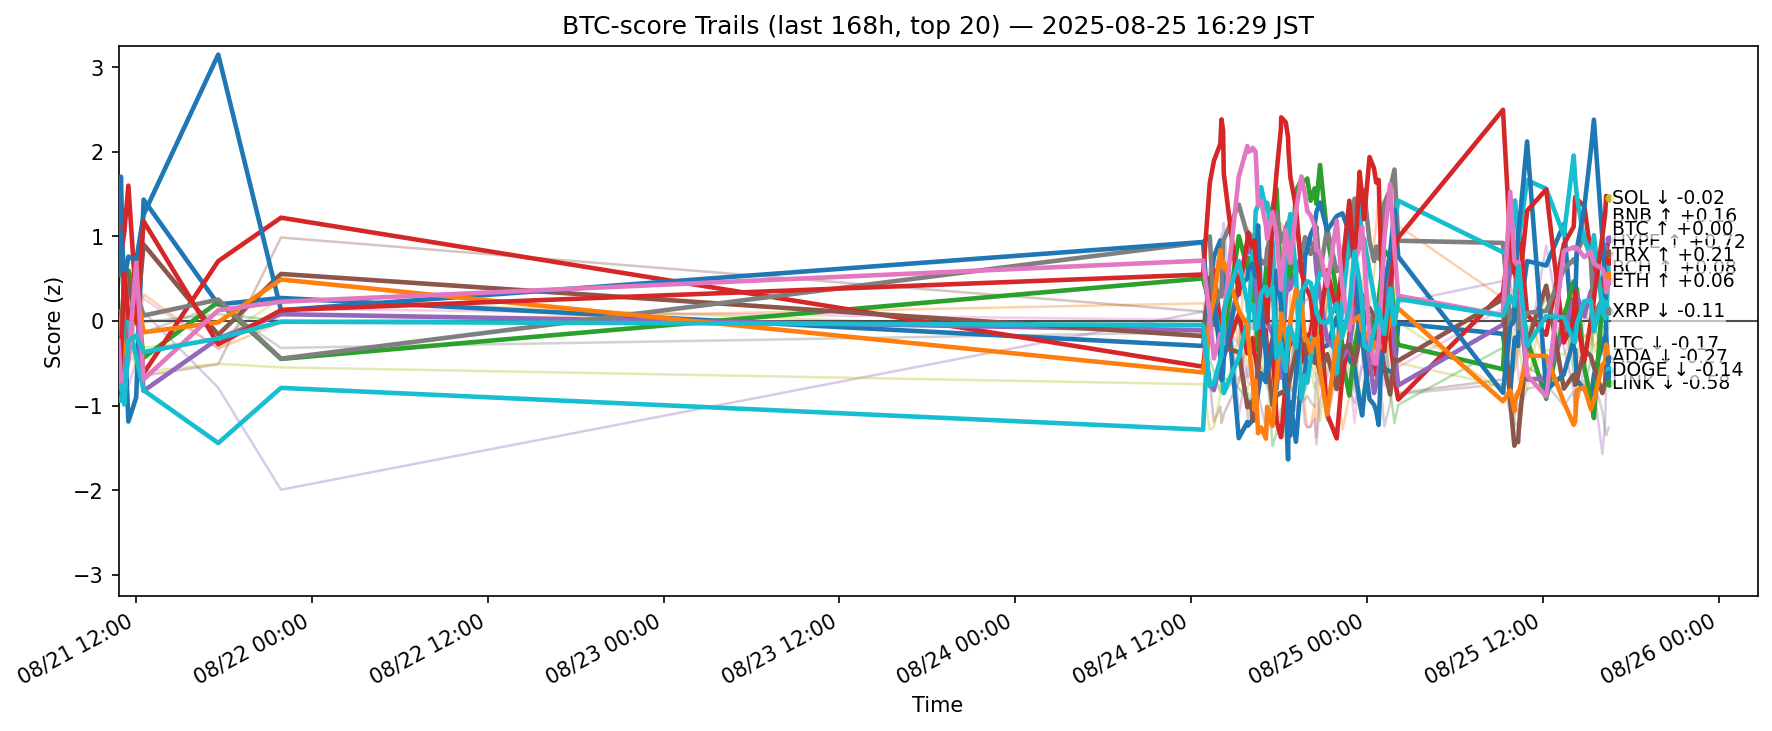 BTC-score Trails (last 168h, top 20) — 2025-08-25 16:29 JST
Score (z)
3
2
1
0
−1
−2
−3
SOL ↓ -0.02
BNB ↑ +0.16
BTC ↑ +0.00
HYPE ↑ +0.72
TRX ↑ +0.21
BCH ↑ +0.08
ETH ↑ +0.06
XRP ↓ -0.11
LTC ↓ -0.17
ADA ↓ -0.27
DOGE ↓ -0.14
LINK ↓ -0.58
08/21 12:00
08/22 00:00
08/22 12:00
08/23 00:00
08/23 12:00
08/24 00:00
08/24 12:00
08/25 00:00
08/25 12:00
08/26 00:00
Time